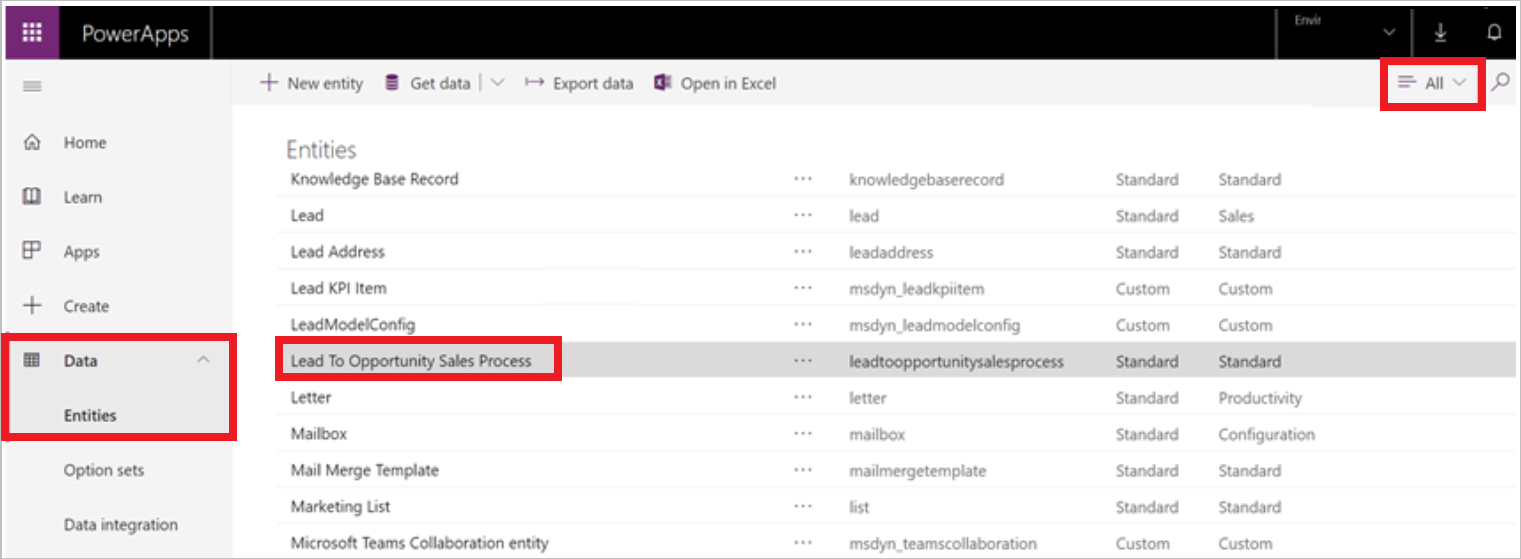 PowerApps
Envir
New entity Get data Export data Open in Excel All
Home
Learn
Apps
Create
Data
Entities
Option sets
Data integration
Entities
Knowledge Base Record ... knowledgebaserecord Standard Standard
Lead ... lead Standard Sales
Lead Address ... leadaddress Standard Standard
Lead KPI Item ... msdyn_leadkpiitem Custom Custom
LeadModelConfig ... msdyn_leadmodelconfig Custom Custom
Lead To Opportunity Sales Process ... leadtoopportunitysalesprocess Standard Standard
Letter ... letter Standard Productivity
Mailbox ... mailbox Standard Configuration
Mail Merge Template ... mailmergetemplate Standard Standard
Marketing List ... list Standard Standard
Microsoft Teams Collaboration entity ... msdyn_teamscollaboration Custom Custom